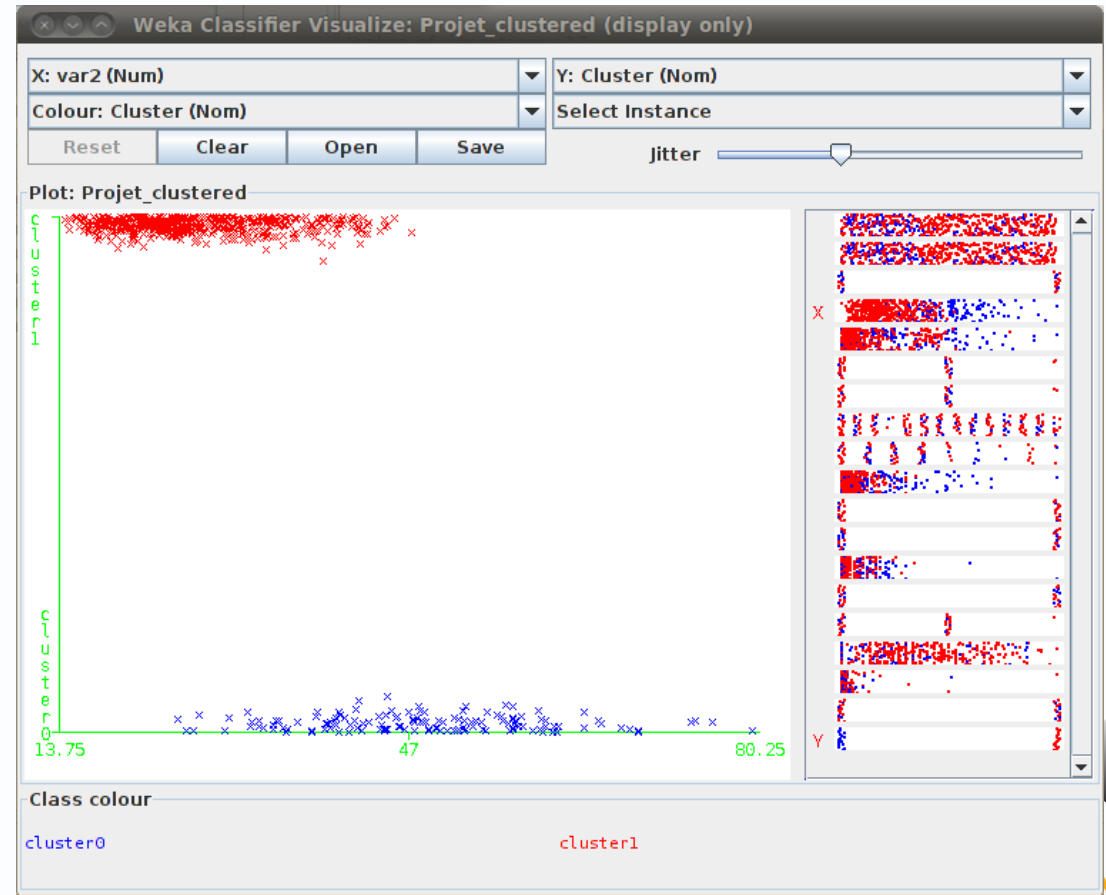 Weka Classifier Visualize: Projet_clustered (display only)
X: var2 (Num) Y: Cluster (Nom)
Colour: Cluster (Nom) Select Instance
Reset Clear Open Save Jitter
Plot: Projet_clustered
cluster1
cluster0
13.75 47 80.25
X
Y
Class colour
cluster0 cluster1